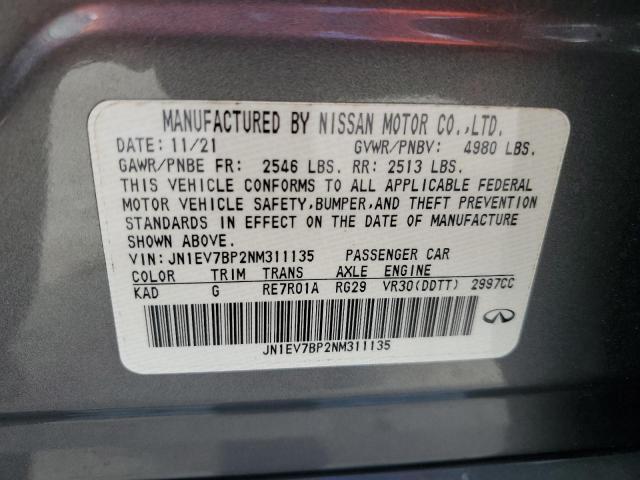 MANUFACTURED BY NISSAN MOTOR CO.,LTD.
DATE: 11/21 GVWR/PNBV: 4980 LBS.
GAWR/PNBE FR: 2546 LBS. RR: 2513 LBS.
THIS VEHICLE CONFORMS TO ALL APPLICABLE FEDERAL
MOTOR VEHICLE SAFETY,BUMPER,AND THEFT PREVENTION
STANDARDS IN EFFECT ON THE DATE OF MANUFACTURE
SHOWN ABOVE.
VIN:JN1EV7BP2NM311135 PASSENGER CAR
COLOR TRIM TRANS AXLE ENGINE
KAD G RE7R01A RG29 VR30(DDTT) 2997CC
JN1EV7BP2NM311135